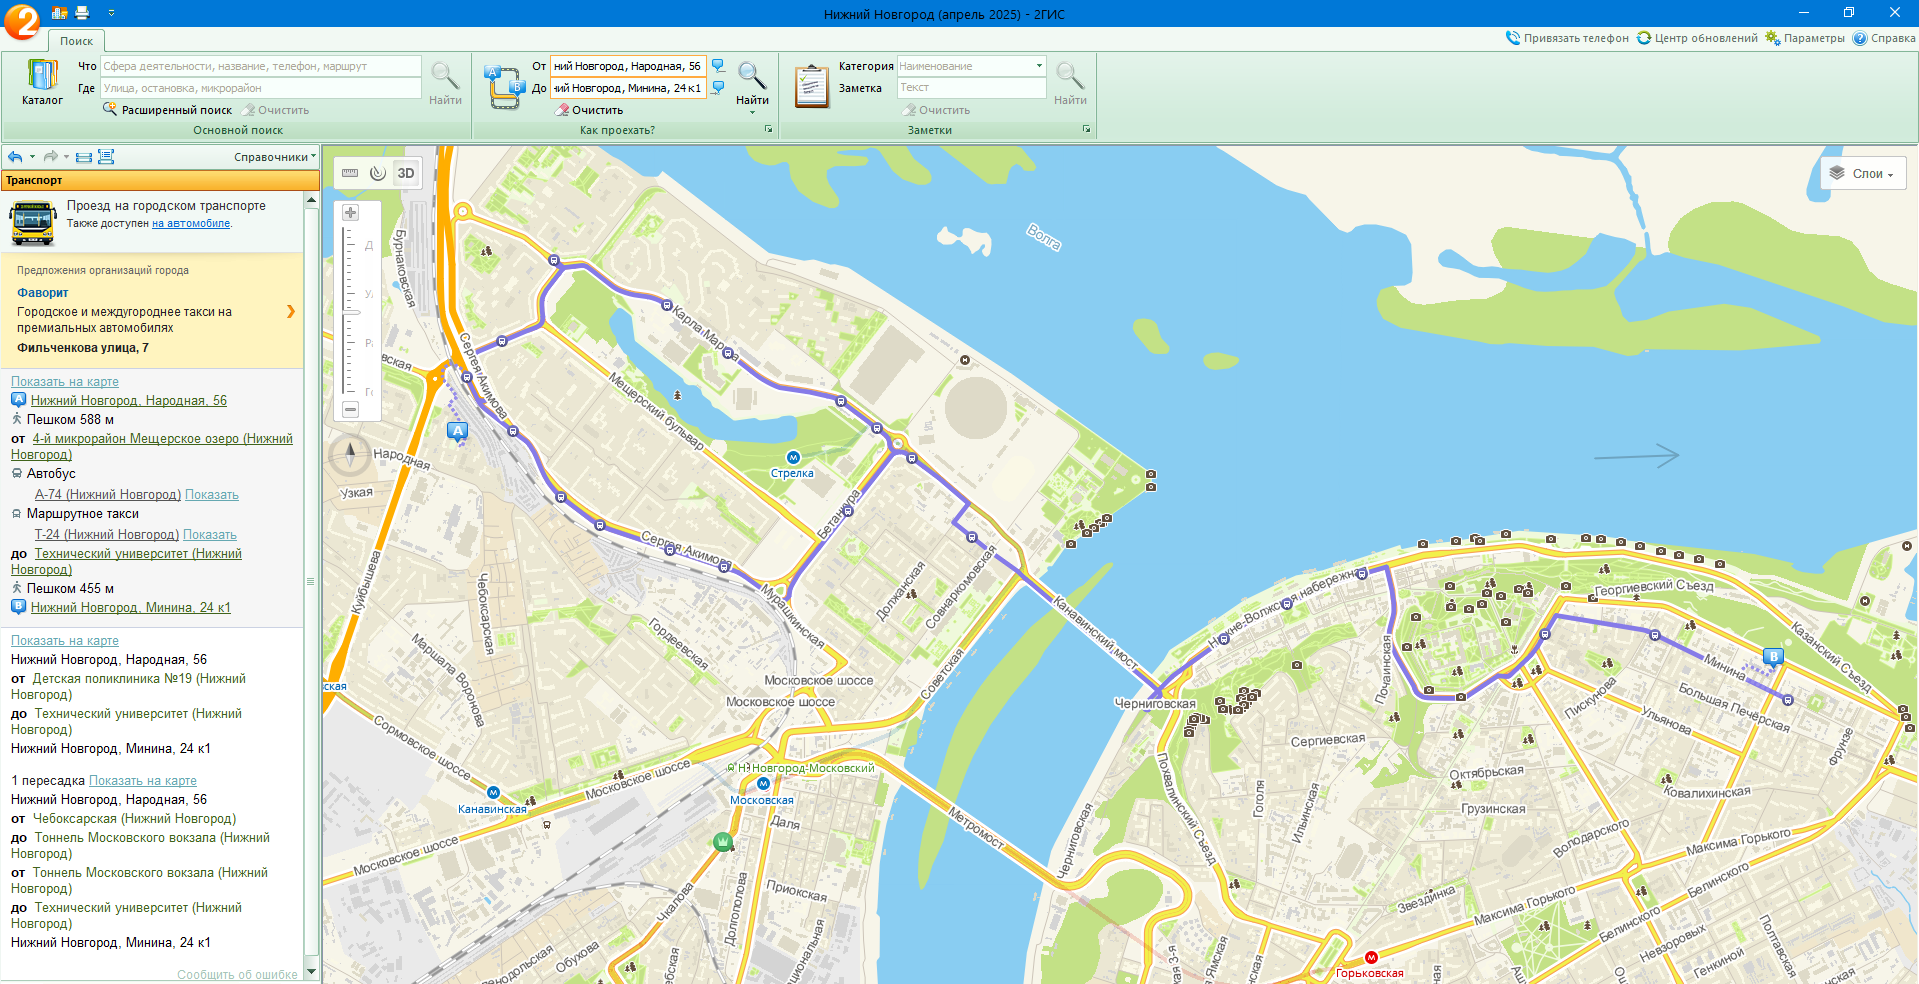 Нижний Новгород (апрель 2025) - 2ГИС
Поиск
Привязать телефон
Центр обновлений
Параметры
Справка
Каталог
Что
Сфера деятельности, название, телефон, маршрут
Где
Улица, остановка, микрорайон
Расширенный поиск
Очистить
Найти
Основной поиск
От
ний Новгород, Народная, 56
До
ий Новгород, Минина, 24 к1
Очистить
Найти
Как проехать?
Категория
Наименование
Заметка
Текст
Очистить
Найти
Заметки
Справочники
Транспорт
Проезд на городском транспорте
Также доступен на автомобиле.
Предложения организаций города
Фаворит
Городское и междугороднее такси на
премиальных автомобилях
Фильченкова улица, 7
Показать на карте
A Нижний Новгород, Народная, 56
Пешком 588 м
от 4-й микрорайон Мещерское озеро (Нижний
Новгород)
Автобус
А-74 (Нижний Новгород) Показать
Маршрутное такси
Т-24 (Нижний Новгород) Показать
до Технический университет (Нижний
Новгород)
Пешком 455 м
B Нижний Новгород, Минина, 24 к1
Показать на карте
Нижний Новгород, Народная, 56
от Детская поликлиника №19 (Нижний
Новгород)
до Технический университет (Нижний
Новгород)
Нижний Новгород, Минина, 24 к1
1 пересадка Показать на карте
Нижний Новгород, Народная, 56
от Чебоксарская (Нижний Новгород)
до Тоннель Московского вокзала (Нижний
Новгород)
от Тоннель Московского вокзала (Нижний
Новгород)
до Технический университет (Нижний
Новгород)
Нижний Новгород, Минина, 24 к1
Сообщить об ошибке
3D
Слои
Волга
Бурнаковская
Сергея Акимова
Карла Маркса
Мещерский бульвар
A
Народная
Узкая
Стрелка
Бетанкура
Сергея Акимова
Куйбышева
Чебоксарская
Мурашкинская
Гордеевская
Должанская
Совнаркомовская
Советская
Канавинский мост
Нижне-Волжская набережная
Почаинская
Георгиевский Съезд
Казанский Съезд
B
Минина
Большая Печёрская
Пискунова
Ульянова
Фрунзе
Маршала Воронова
Московское шоссе
Московское шоссе
Черниговская
Сормовское шоссе
Московское шоссе
Н.Новгород-Московский
Московская
Канавинская
Московское шоссе
Даля
Метромост
Черниговская
Похвалинский Съезд
Сергиевская
Гоголя
Ильинская
Октябрьская
Грузинская
Ковалихинская
Володарского
Максима Горького
Белинского
Звездинка
Максима Горького
Белинского
Невзоровых
Генкиной
Полтавская
Приокская
Чкалова
Долгополова
Обухова
Горьковская